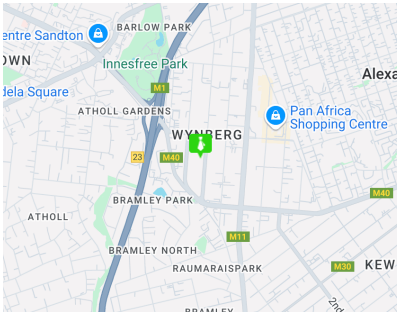 BARLOW PARK
entre Sandton
Innesfree Park
OWN
Alexa
dela Square
M1
ATHOLL GARDENS
Pan Africa
Shopping Centre
WYNBERG
23
M40
M40
BRAMLEY PARK
ATHOLL
M11
BRAMLEY NORTH
RAUMARAISPARK
M30
KEW
2nd
BRAMLEY